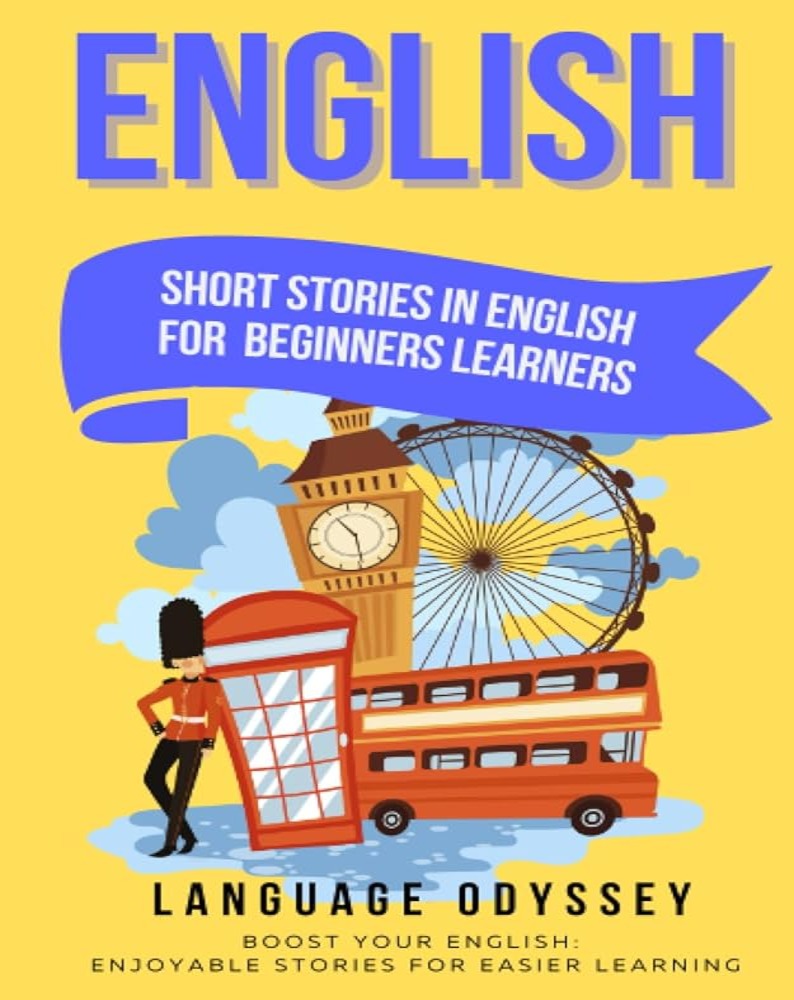 ENGLISH
SHORT STORIES IN ENGLISH
FOR BEGINNERS LEARNERS
LANGUAGE ODYSSEY
BOOST YOUR ENGLISH:
ENJOYABLE STORIES FOR EASIER LEARNING